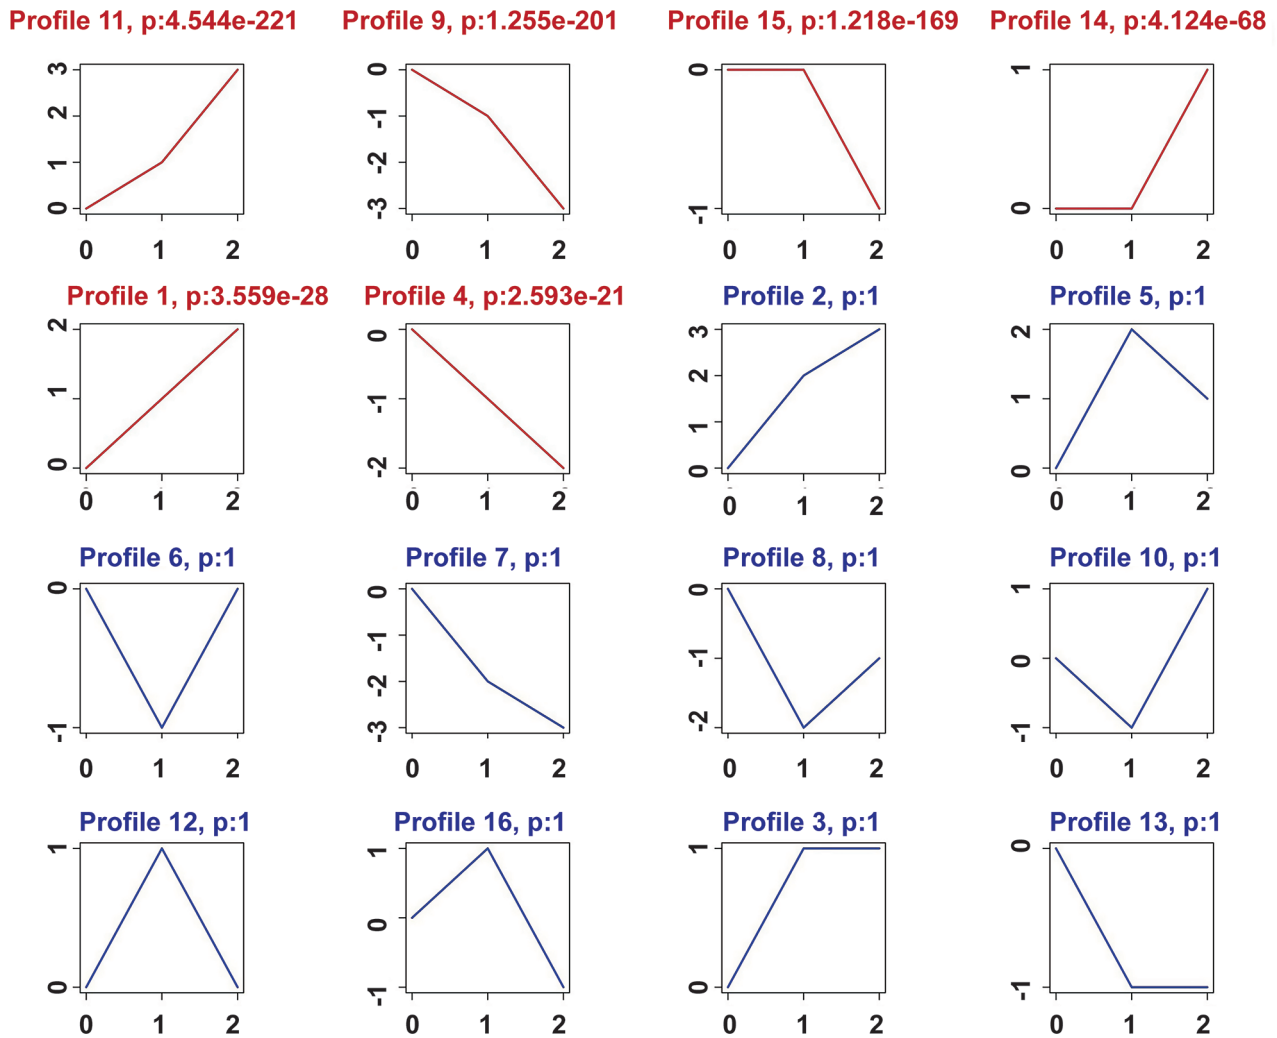 Profile 11, p:4.544e-221 Profile 9, p:1.255e-201 Profile 15, p:1.218e-169 Profile 14, p:4.124e-68
3 0 0 1
2 -1
1 -2
0 -3 -1 0
0 1 2 0 1 2 0 1 2 0 1 2
Profile 1, p:3.559e-28 Profile 4, p:2.593e-21 Profile 2, p:1 Profile 5, p:1
2 0 3 2
2
1 -1 1 1
0 -2 0 0
0 1 2 0 1 2 0 1 2 0 1 2
Profile 6, p:1 Profile 7, p:1 Profile 8, p:1 Profile 10, p:1
0 0 0 1
-1 -1 0
-2
-1 -3 -2 -1
0 1 2 0 1 2 0 1 2 0 1 2
Profile 12, p:1 Profile 16, p:1 Profile 3, p:1 Profile 13, p:1
1 1 1 0
0
0 -1 0 -1
0 1 2 0 1 2 0 1 2 0 1 2